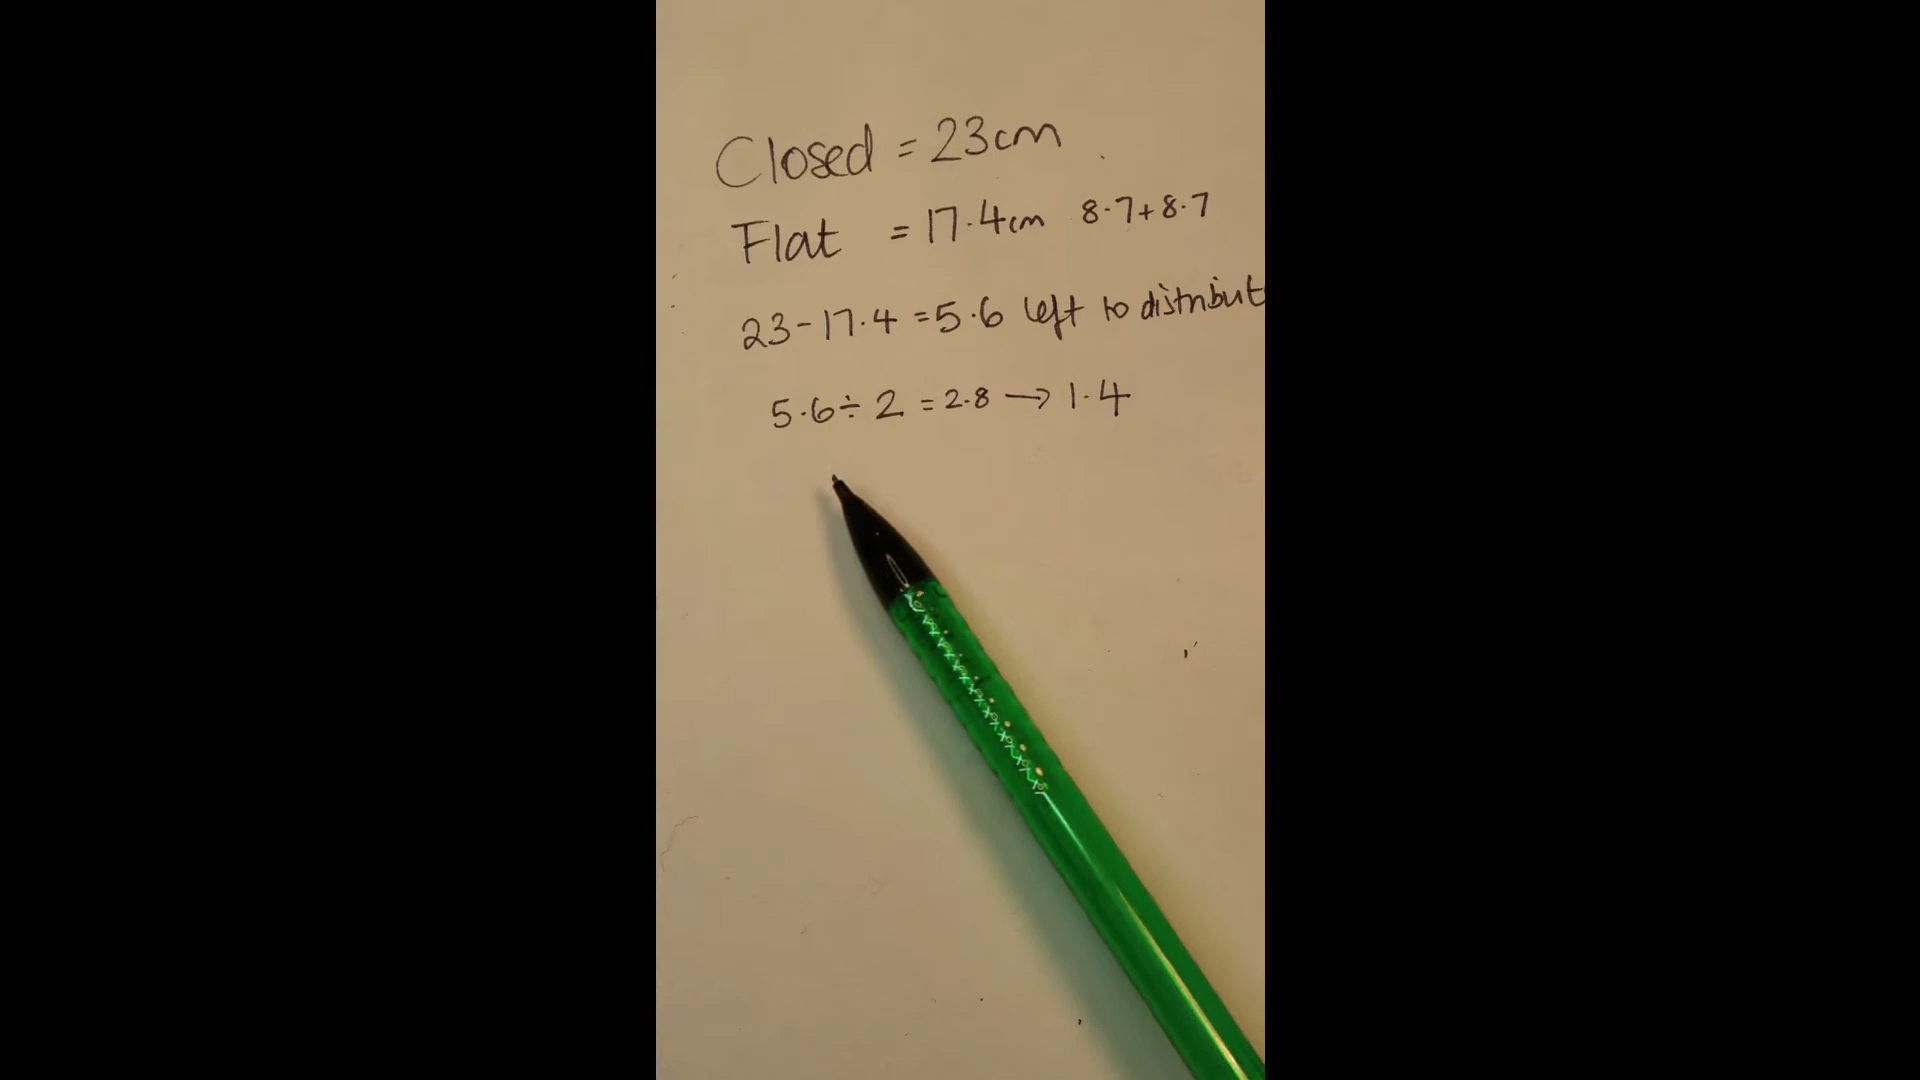 Closed = 23cm
Flat = 17.4cm 8.7+8.7
23-17.4 =5.6 left to distribut
5.6÷2 =2.8 → 1.4